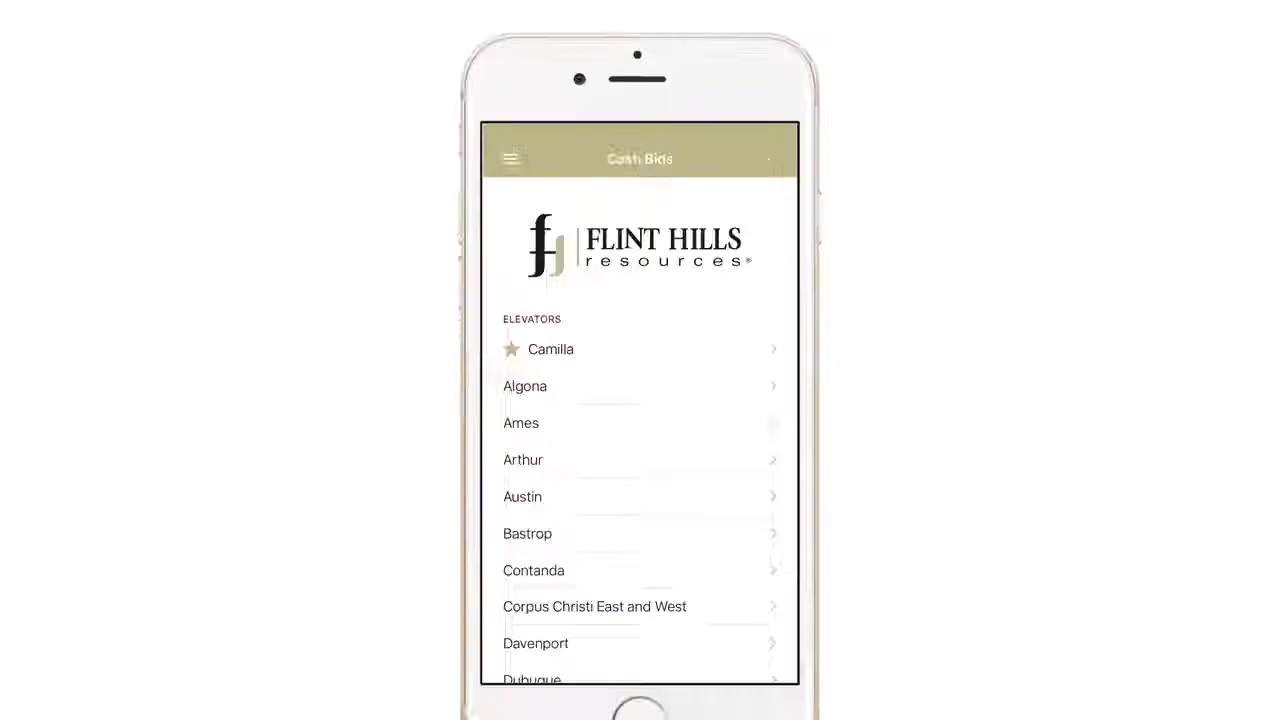 Cash Bids
FLINT HILLS
resources®
ELEVATORS
Camilla
Algona
Ames
Arthur
Austin
Bastrop
Contanda
Corpus Christi East and West
Davenport
Dubuque